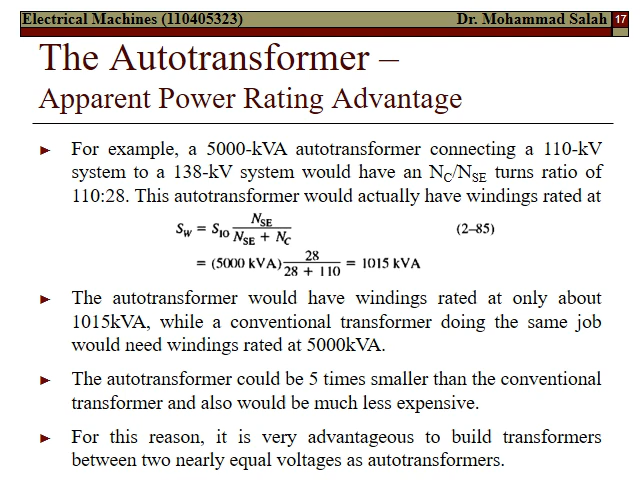 Electrical Machines (110405323) Dr. Mohammad Salah 17
The Autotransformer –
Apparent Power Rating Advantage
► For example, a 5000-kVA autotransformer connecting a 110-kV
system to a 138-kV system would have an NC/NSE turns ratio of
110:28. This autotransformer would actually have windings rated at
SW = SIO NSE / (NSE + NC) (2–85)
= (5000 kVA) 28 / (28 + 110) = 1015 kVA
► The autotransformer would have windings rated at only about
1015kVA, while a conventional transformer doing the same job
would need windings rated at 5000kVA.
► The autotransformer could be 5 times smaller than the conventional
transformer and also would be much less expensive.
► For this reason, it is very advantageous to build transformers
between two nearly equal voltages as autotransformers.